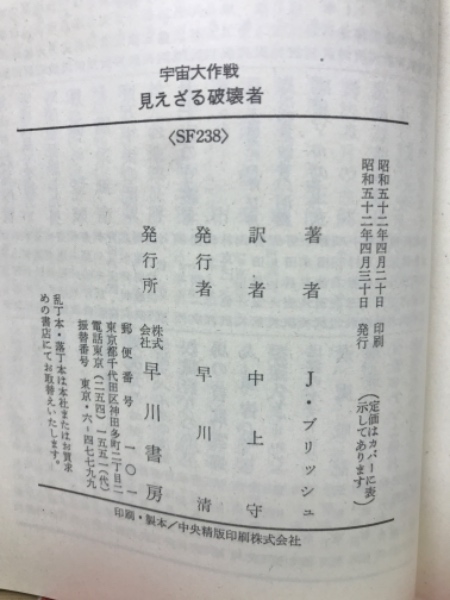 宇宙大作戦
見えざる破壊者
〈SF238〉
昭和五十二年四月二十日 印刷
昭和五十二年四月三十日 発行
(定価はカバーに表
示してあります)
著者 J・ブリッシュ
訳者 中上守
発行者 早川清
発行所 株式会社 早川書房
郵便番号 一〇一
東京都千代田区神田多町二丁目二
電話東京(二五四)一五五一(代)
振替番号 東京・六-四七七九九
乱丁本・落丁本は本社またはお買求
めの書店にてお取替えいたします。
印刷・製本/中央精版印刷株式会社